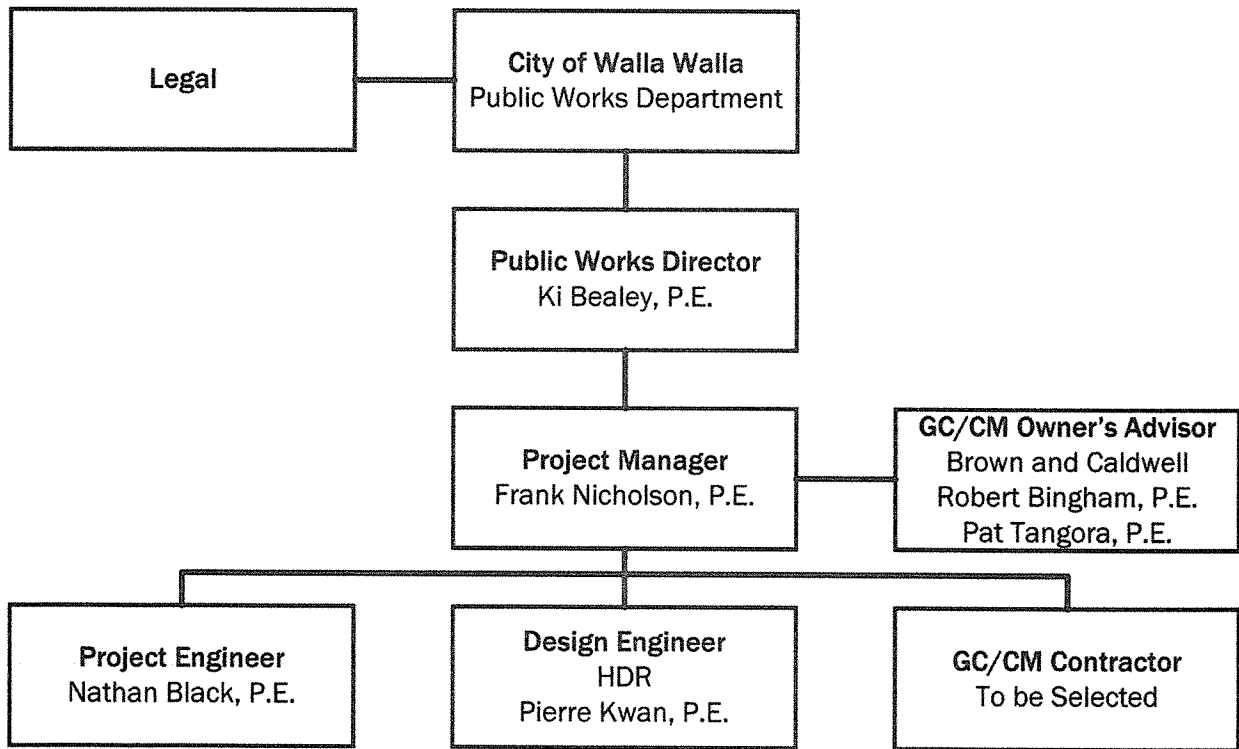 Legal
City of Walla Walla
Public Works Department
Public Works Director
Ki Bealey, P.E.
Project Manager
Frank Nicholson, P.E.
GC/CM Owner's Advisor
Brown and Caldwell
Robert Bingham, P.E.
Pat Tangora, P.E.
Project Engineer
Nathan Black, P.E.
Design Engineer
HDR
Pierre Kwan, P.E.
GC/CM Contractor
To be Selected